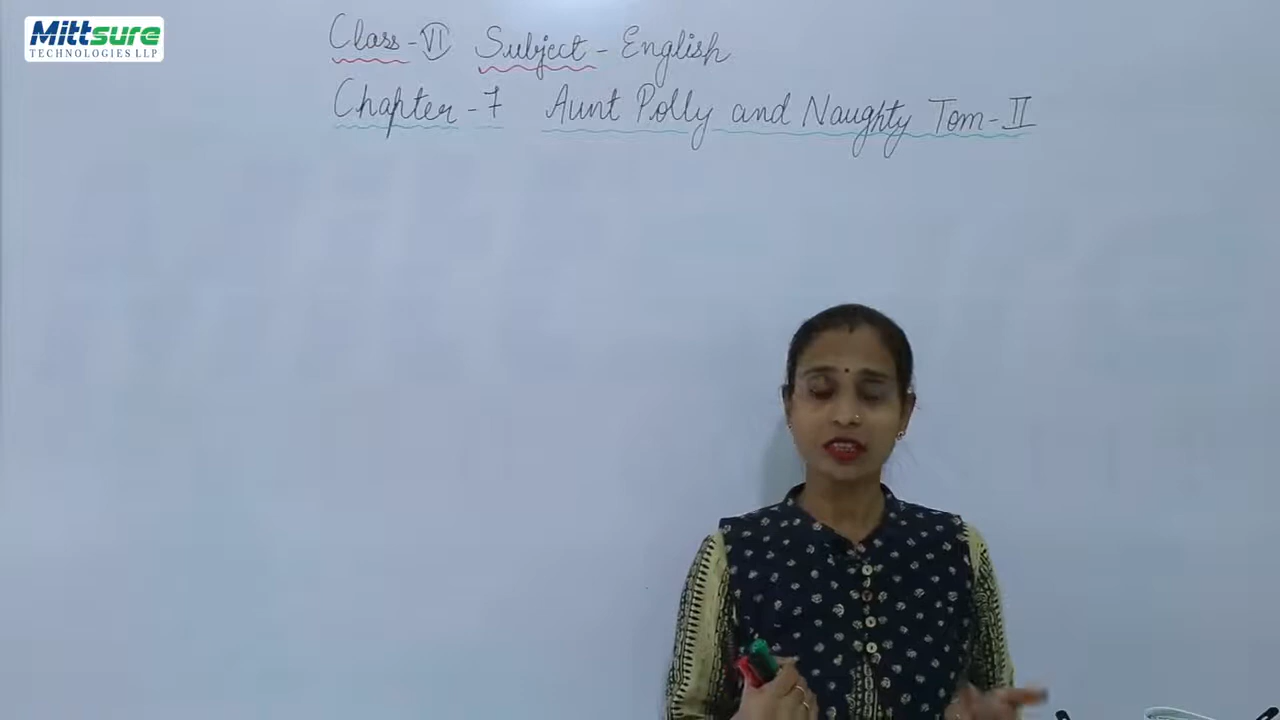 Mittsure
TECHNOLOGIES LLP
Class - VI Subject - English
Chapter - 7 Aunt Polly and Naughty Tom - II